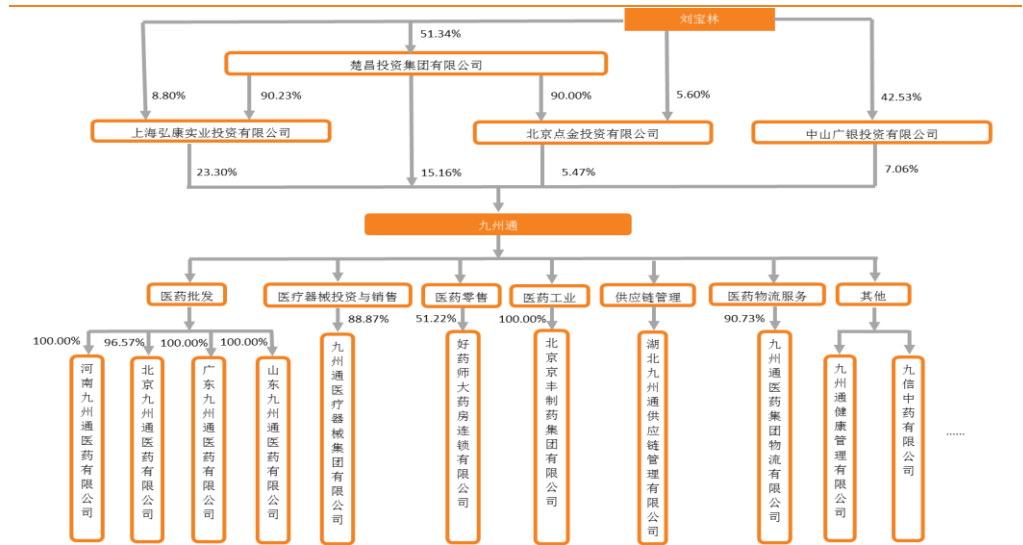 刘宝林
51.34%
楚昌投资集团有限公司
8.80%
90.23%
90.00%
5.60%
42.53%
上海弘康实业投资有限公司
北京点金投资有限公司
中山广银投资有限公司
23.30%
15.16%
5.47%
7.06%
九州通
医药批发
医疗器械投资与销售
医药零售
医药工业
供应链管理
医药物流服务
其他
88.87%
51.22%
100.00%
90.73%
100.00%
96.57%
100.00%
100.00%
河南九州通医药有限公司
北京九州通医药有限公司
广东九州通医药有限公司
山东九州通医药有限公司
九州通医疗器械集团有限公司
好药师大药房连锁有限公司
北京京丰制药集团有限公司
湖北九州通供应链管理有限公司
九州通医药集团物流有限公司
九州通健康管理有限公司
九信中药有限公司
......